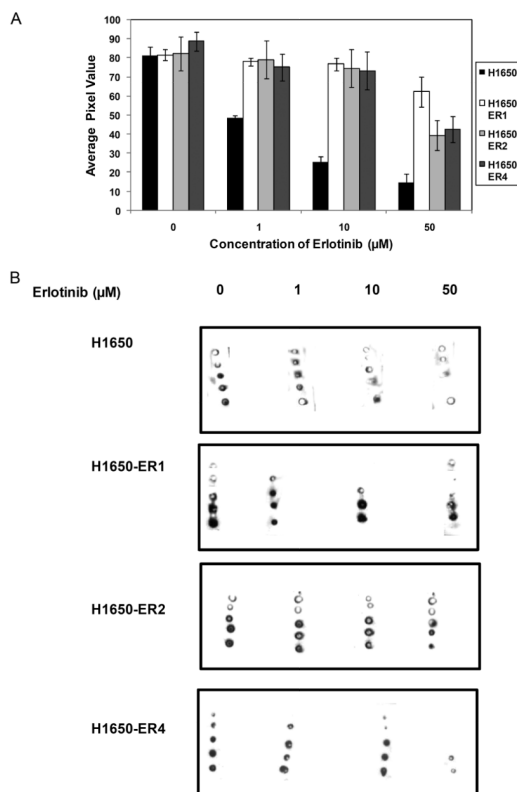 A
Average Pixel Value
100
90
80
70
60
50
40
30
20
10
0
0 1 10 50
Concentration of Erlotinib (µM)
H1650
H1650
ER1
H1650
ER2
H1650
ER4
B
Erlotinib (µM) 0 1 10 50
H1650
H1650-ER1
H1650-ER2
H1650-ER4